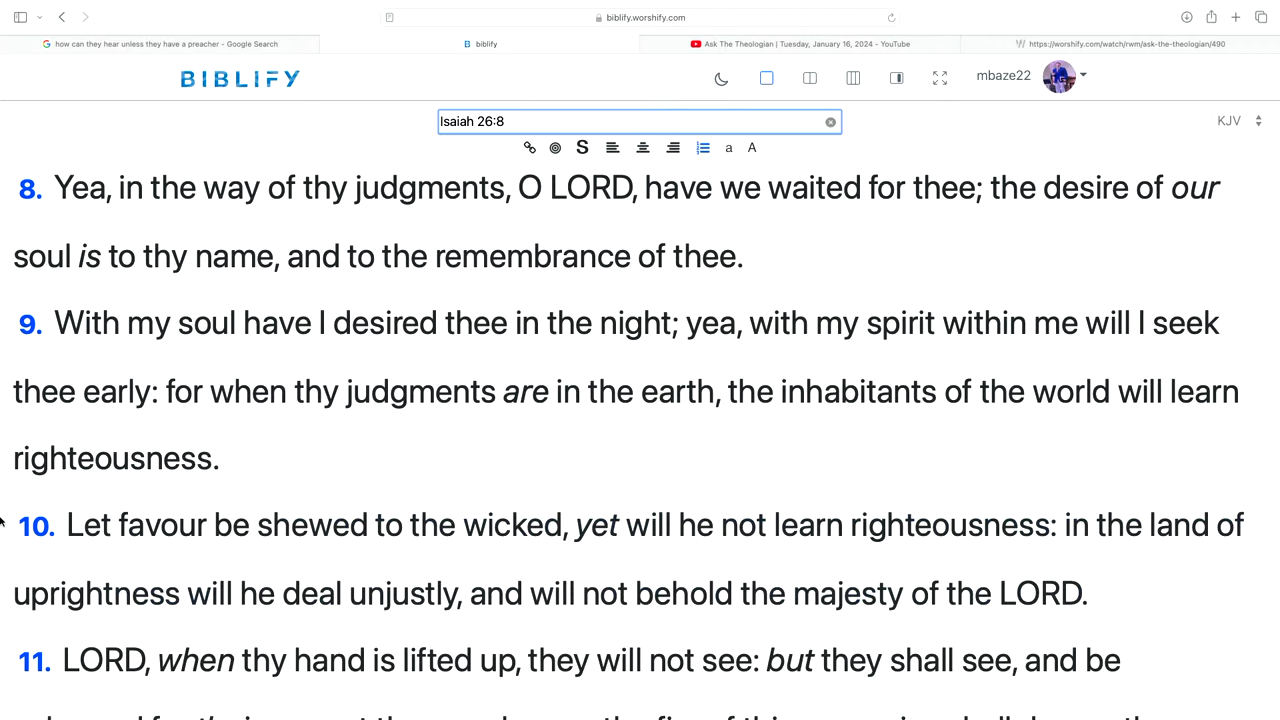 biblify.worshify.com
how can they hear unless they have a preacher - Google Search
biblify
Ask The Theologian | Tuesday, January 16, 2024 - YouTube
https://worshify.com/watch/rwm/ask-the-theologian/490
BIBLIFY
mbaze22
Isaiah 26:8
KJV
S a A
8. Yea, in the way of thy judgments, O LORD, have we waited for thee; the desire of our
soul is to thy name, and to the remembrance of thee.
9. With my soul have I desired thee in the night; yea, with my spirit within me will I seek
thee early: for when thy judgments are in the earth, the inhabitants of the world will learn
righteousness.
10. Let favour be shewed to the wicked, yet will he not learn righteousness: in the land of
uprightness will he deal unjustly, and will not behold the majesty of the LORD.
11. LORD, when thy hand is lifted up, they will not see: but they shall see, and be